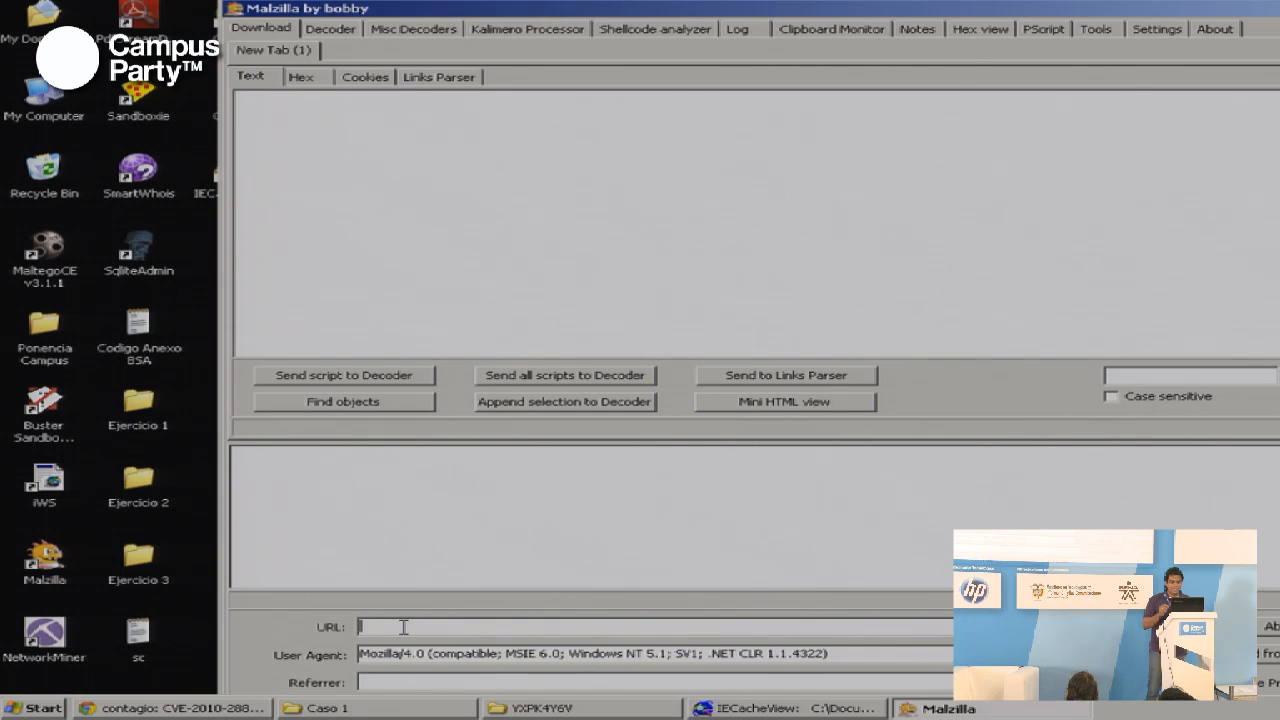 Malzilla by bobby
Download Decoder Misc Decoders Kalimero Processor Shellcode analyzer Log Clipboard Monitor Notes Hex view PScript Tools Settings About
New Tab (1)
Text Hex Cookies Links Parser
Campus
Party™
My Computer
Sandboxie
Recycle Bin
SmartWhois
MaltegoCE
v3.1.1
SqliteAdmin
Ponencia
Campus
Codigo Anexo
BSA
Send script to Decoder
Send all scripts to Decoder
Send to Links Parser
Find objects
Append selection to Decoder
Mini HTML view
Case sensitive
Buster
Sandbo...
Ejercicio 1
iWS
Ejercicio 2
Malzilla
Ejercicio 3
NetworkMiner
sc
URL:
User Agent: Mozilla/4.0 (compatible; MSIE 6.0; Windows NT 5.1; SV1; .NET CLR 1.1.4322)
Referrer:
hp
Start
contagio: CVE-2010-288...
Caso 1
YXPK4Y6V
IECacheView: C:\Docu...
Malzilla